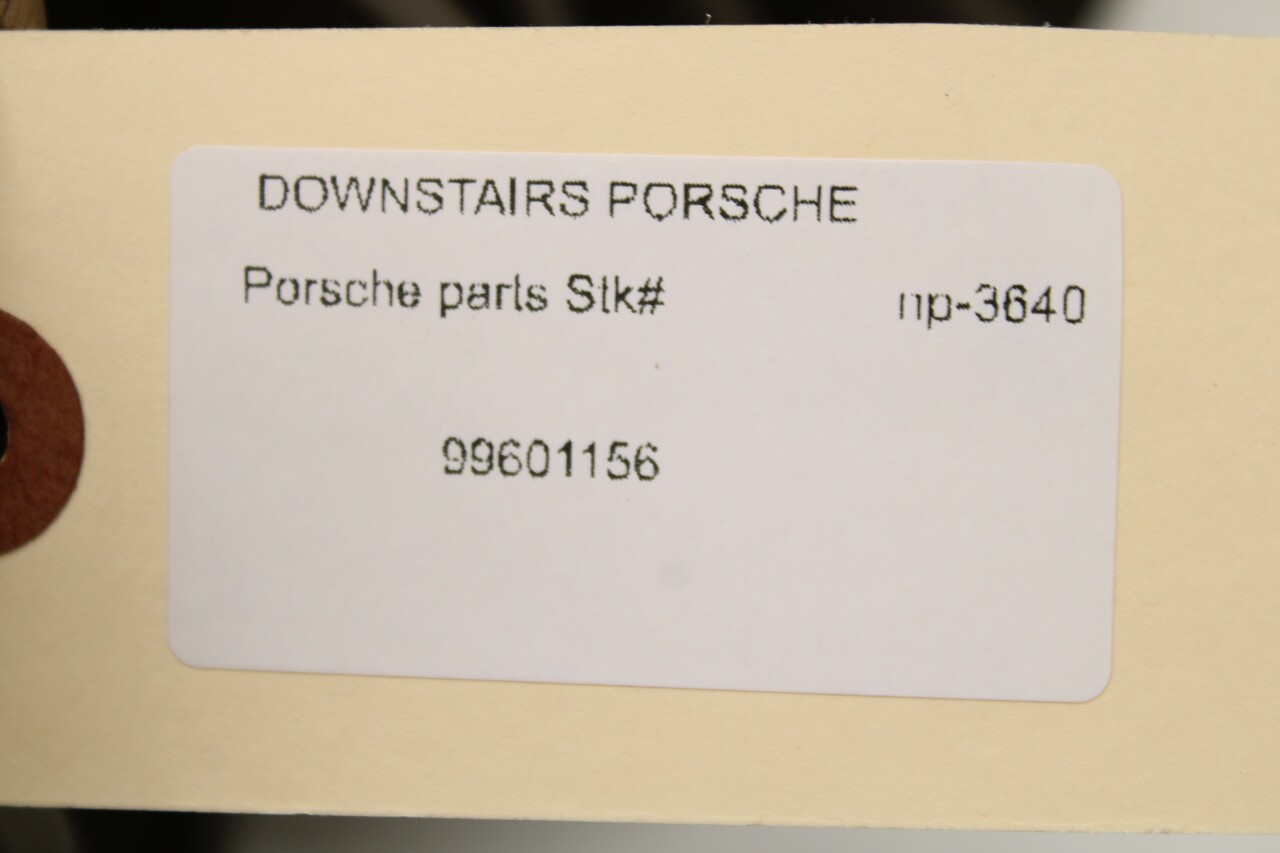 DOWNSTAIRS PORSCHE
Porsche parts Stk# np-3640
99601156